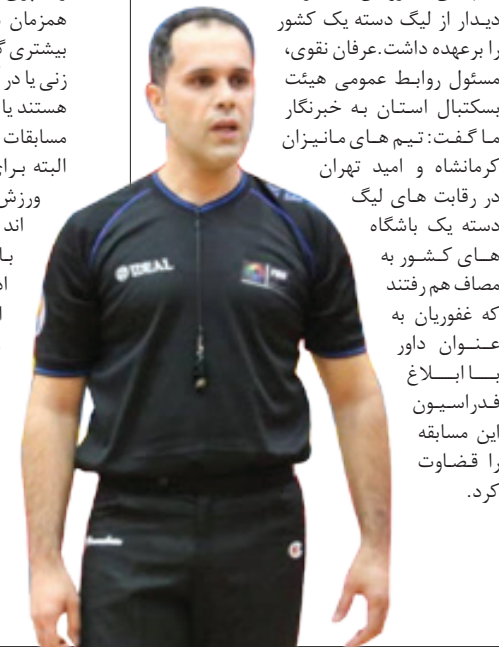 دیدار از لیگ دسته یک کشور
را برعهده داشت.عرفان نقوی،
مسئول روابط عمومی هیئت
بسکتبال استان به خبرنگار
ما گفت: تیم های مانیزان
کرمانشاه و امید تهران
در رقابت های لیگ
دسته یک باشگاه
های کشور به
مصاف هم رفتند
که غفوریان به
عنوان داور
با ابلاغ
فدراسیون
این مسابقه
را قضاوت
کرد.
همزمان
بیشتری
زنی یا در
هستند یا
مسابقات
البته برای
ورزش
اند
IDEAL